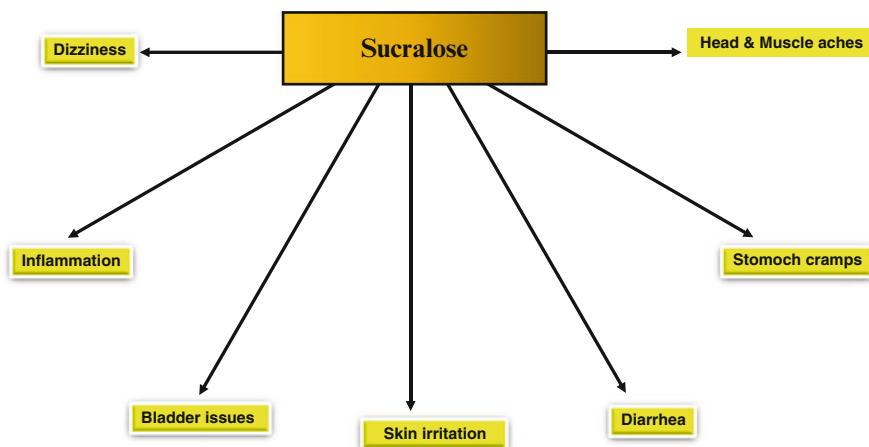 Sucralose
Dizziness
Head & Muscle aches
Inflammation
Stomoch cramps
Bladder issues
Skin irritation
Diarrhea